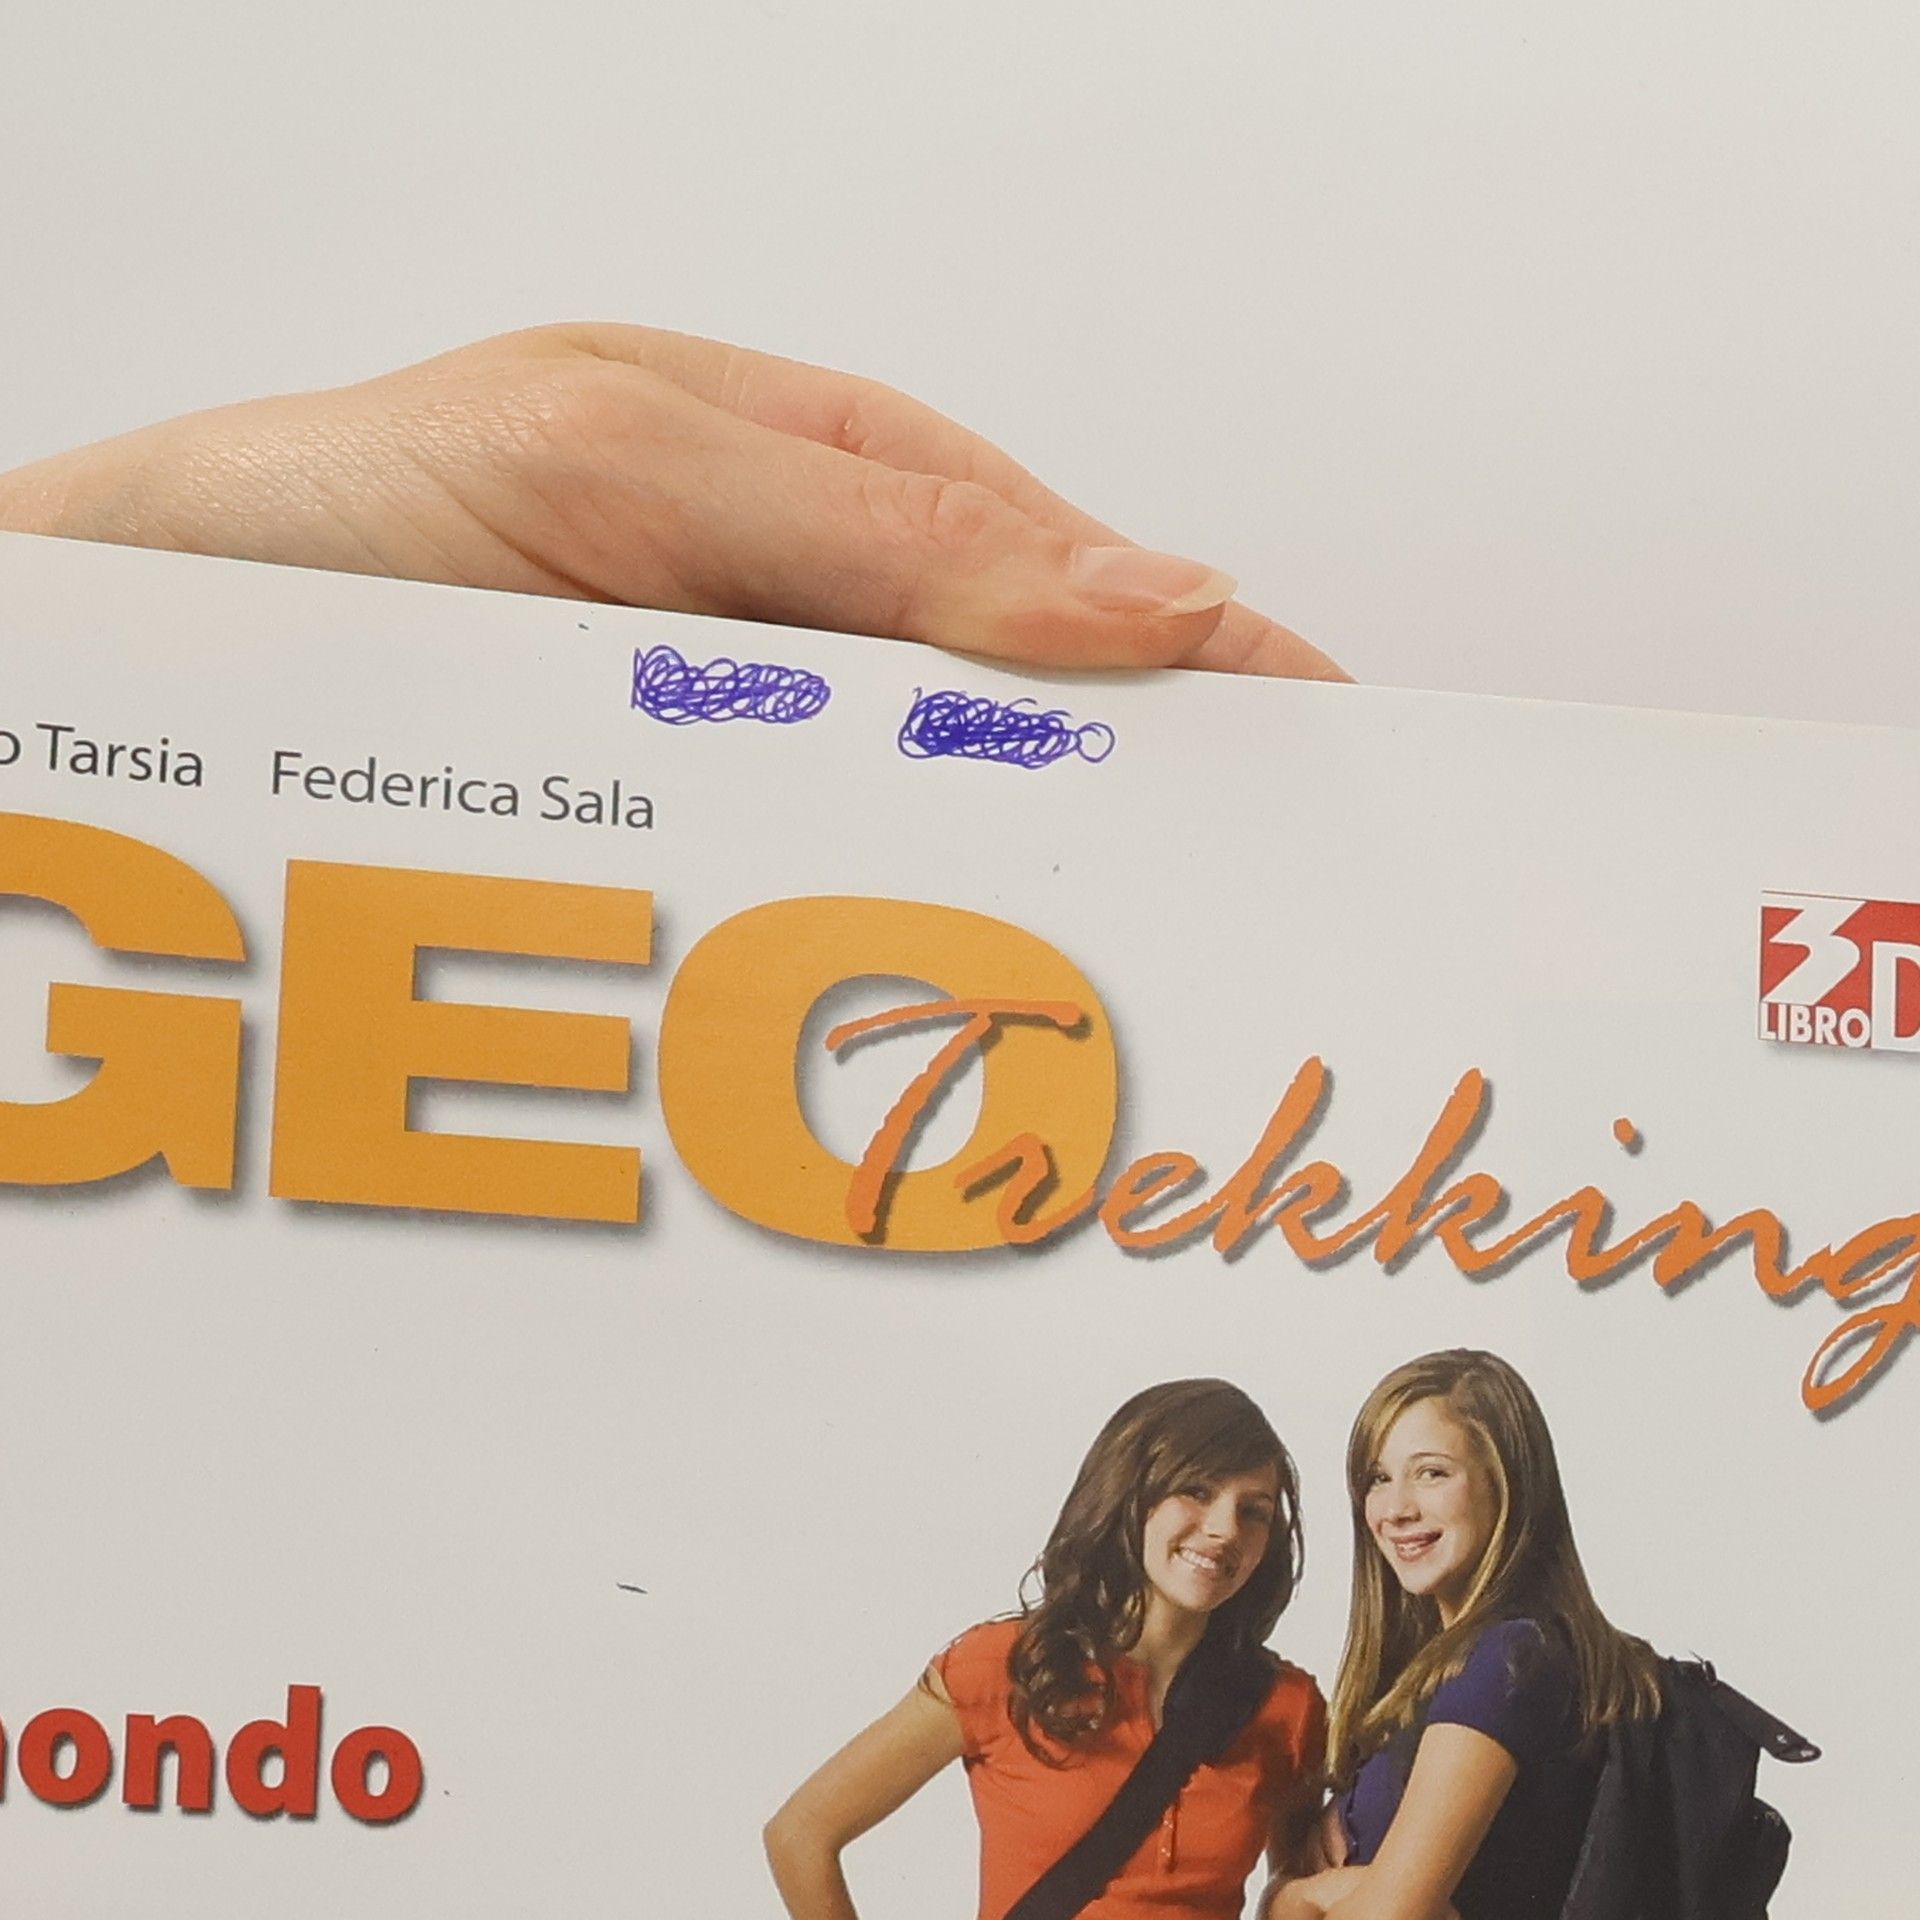 o Tarsia Federica Sala
GEO Trekking
3D
LIBRO
ondo